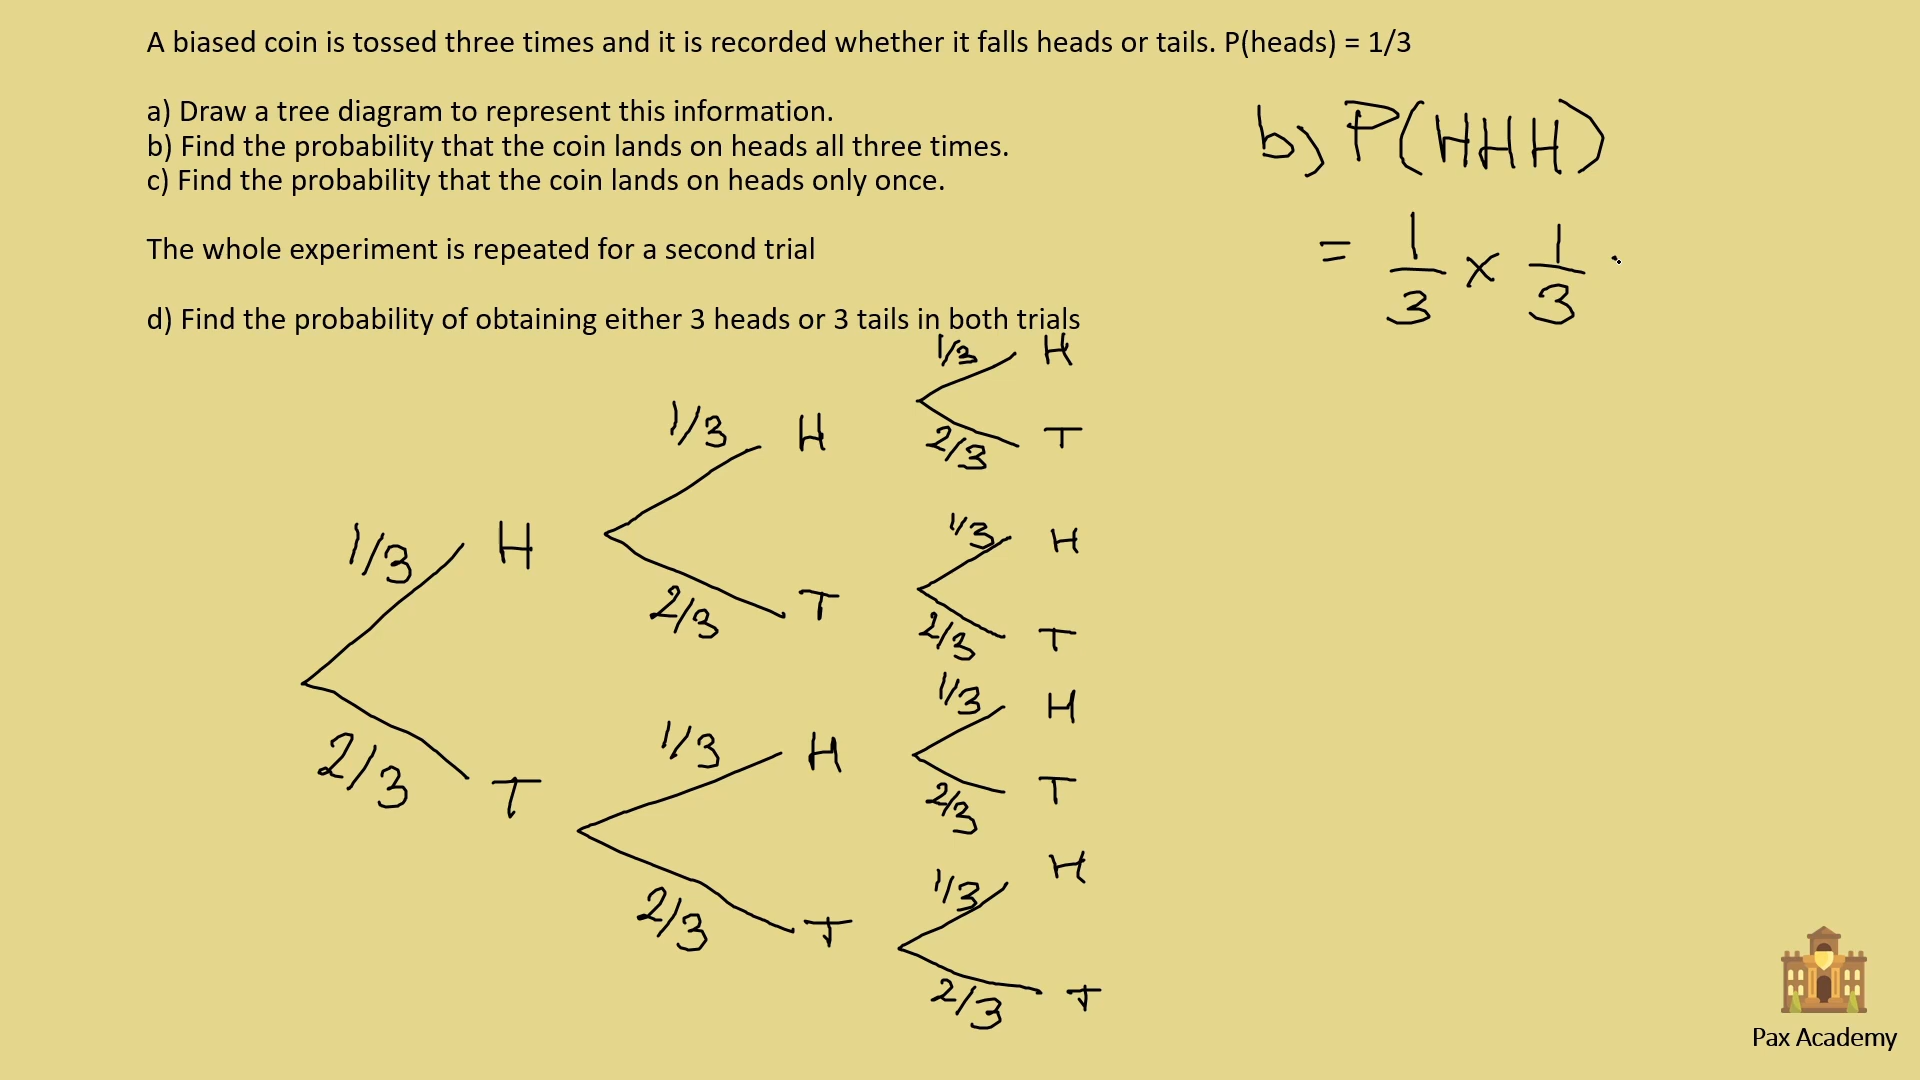 A biased coin is tossed three times and it is recorded whether it falls heads or tails. P(heads) = 1/3
a) Draw a tree diagram to represent this information.
b) Find the probability that the coin lands on heads all three times.
c) Find the probability that the coin lands on heads only once.
The whole experiment is repeated for a second trial
d) Find the probability of obtaining either 3 heads or 3 tails in both trials
b) P(HHH)
= 1/3 × 1/3
1/3 H
2/3 T
1/3 H
2/3 T
1/3 H
2/3 T
1/3 H
2/3 T
1/3 H
2/3 T
1/3 H
2/3 T
1/3 H
2/3 T
Pax Academy